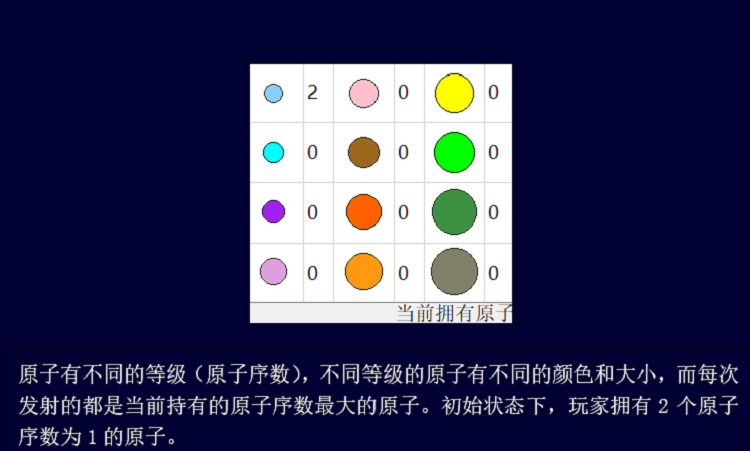 2 0 0
0 0 0
0 0 0
0 0 0
当前拥有原子
原子有不同的等级（原子序数），不同等级的原子有不同的颜色和大小，而每次
发射的都是当前持有的原子序数最大的原子。初始状态下，玩家拥有 2 个原子
序数为 1 的原子。